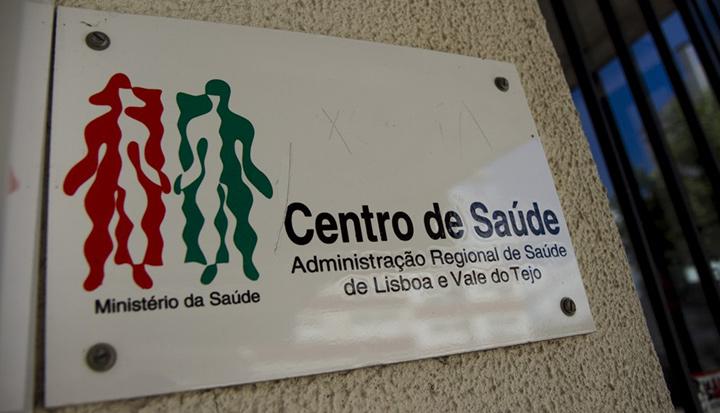 Centro de Saúde
Administração Regional de Saúde
de Lisboa e Vale do Tejo
Ministério da Saúde